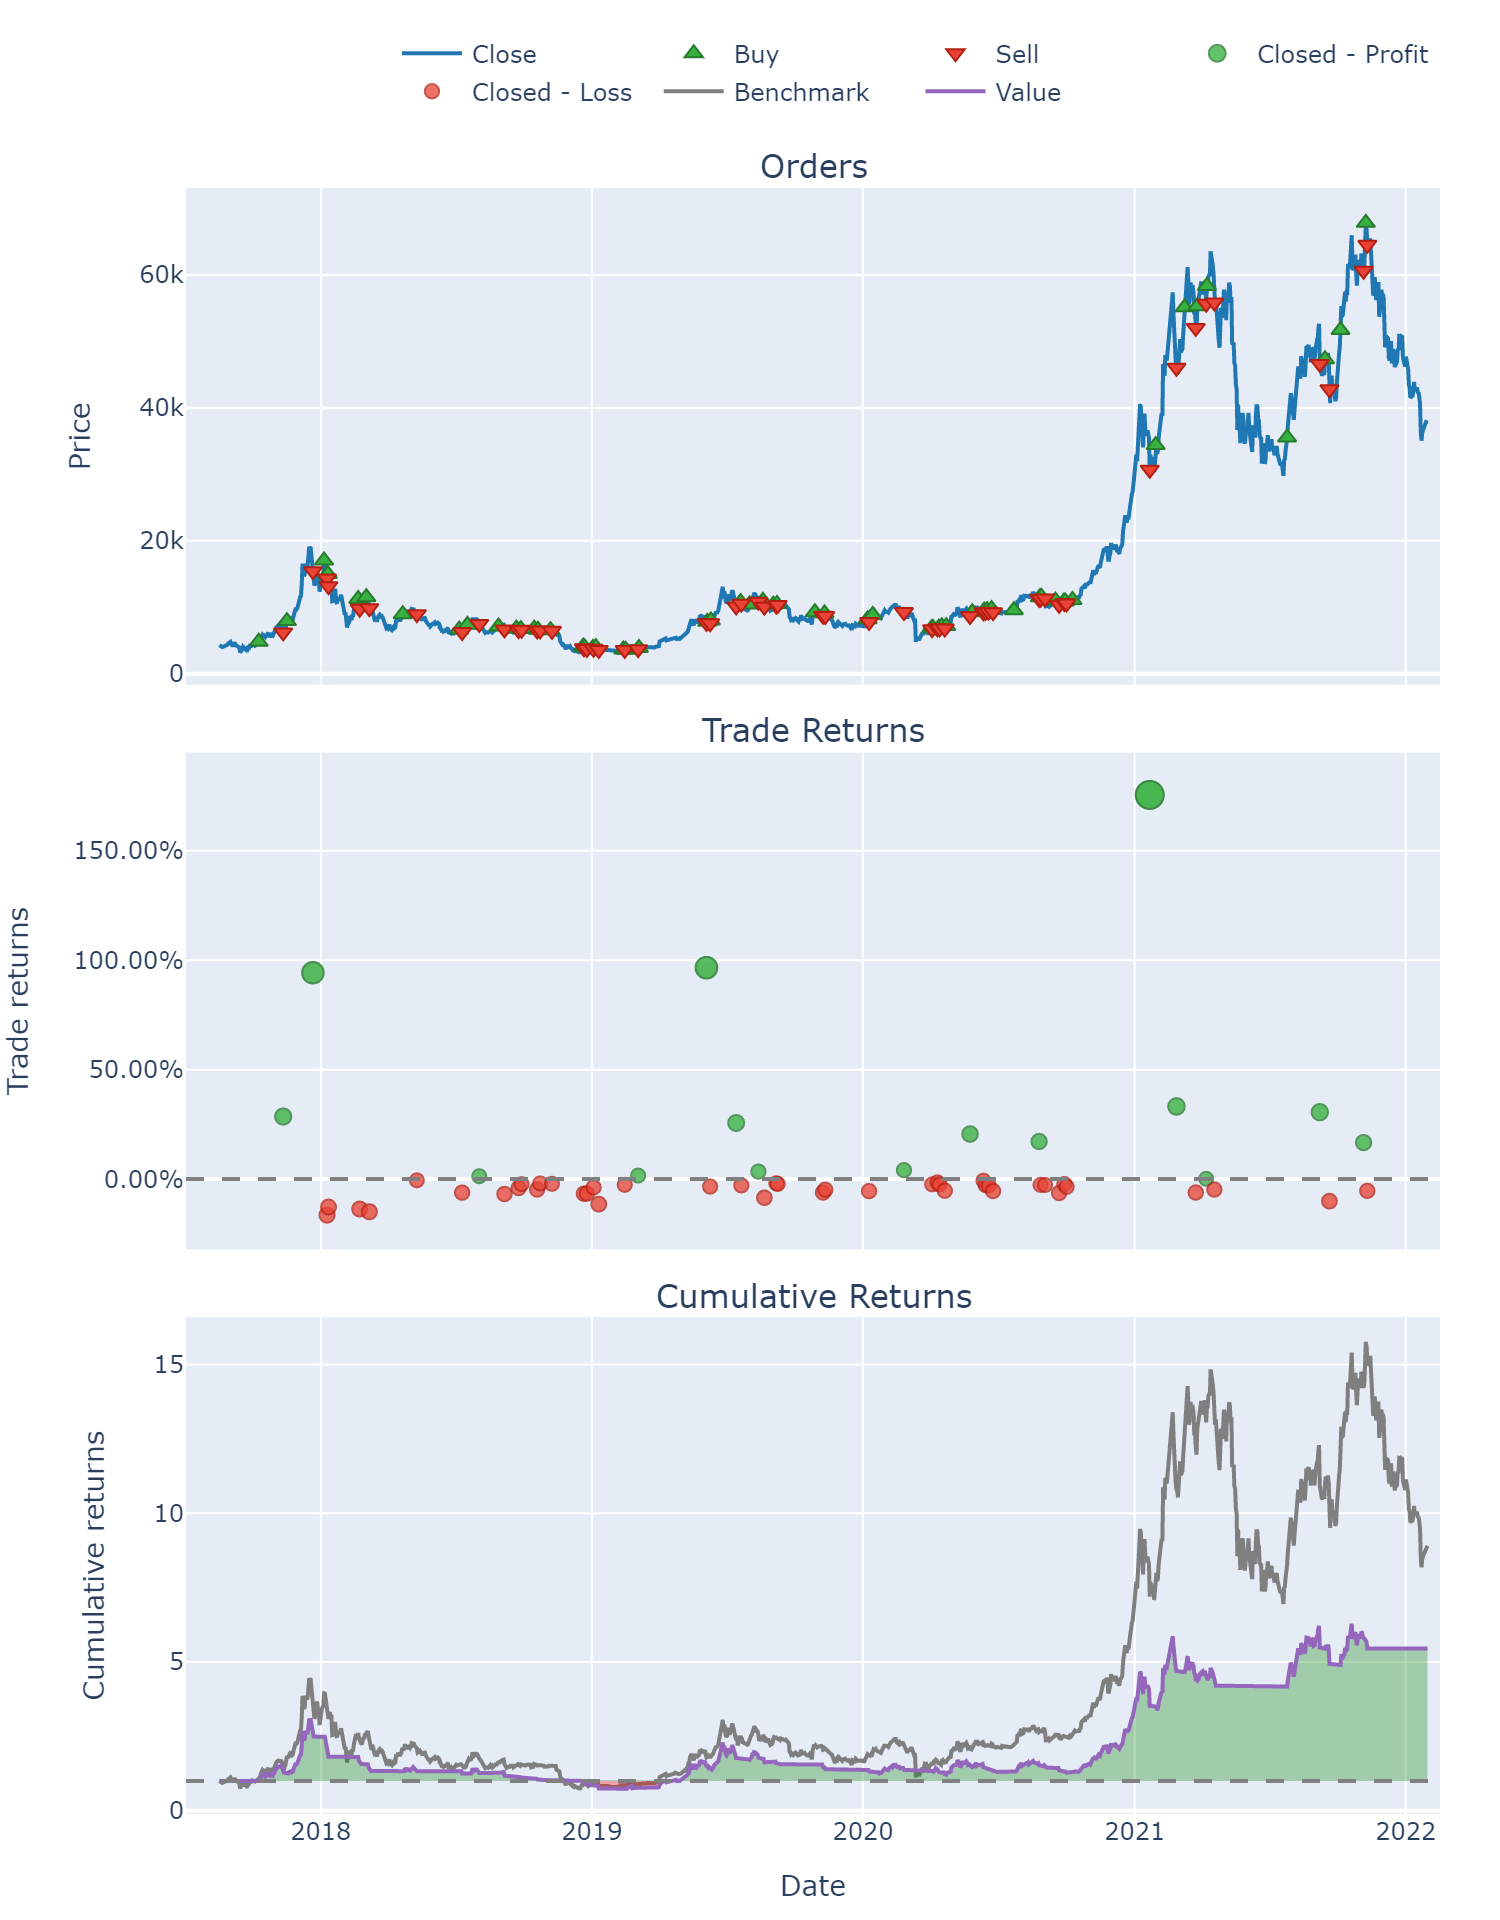 Close Buy Sell Closed - Profit
Closed - Loss Benchmark Value
Orders
60k
40k
20k
0
Price
Trade Returns
150.00%
100.00%
50.00%
0.00%
Trade returns
Cumulative Returns
15
10
5
0
Cumulative returns
2018 2019 2020 2021 2022
Date